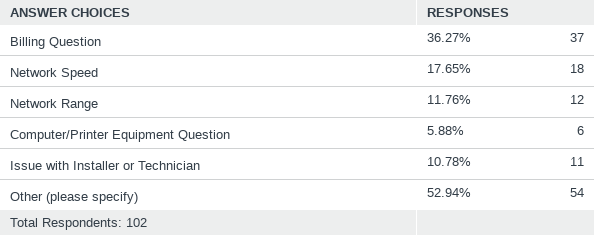 ANSWER CHOICES RESPONSES
Billing Question 36.27% 37
Network Speed 17.65% 18
Network Range 11.76% 12
Computer/Printer Equipment Question 5.88% 6
Issue with Installer or Technician 10.78% 11
Other (please specify) 52.94% 54
Total Respondents: 102